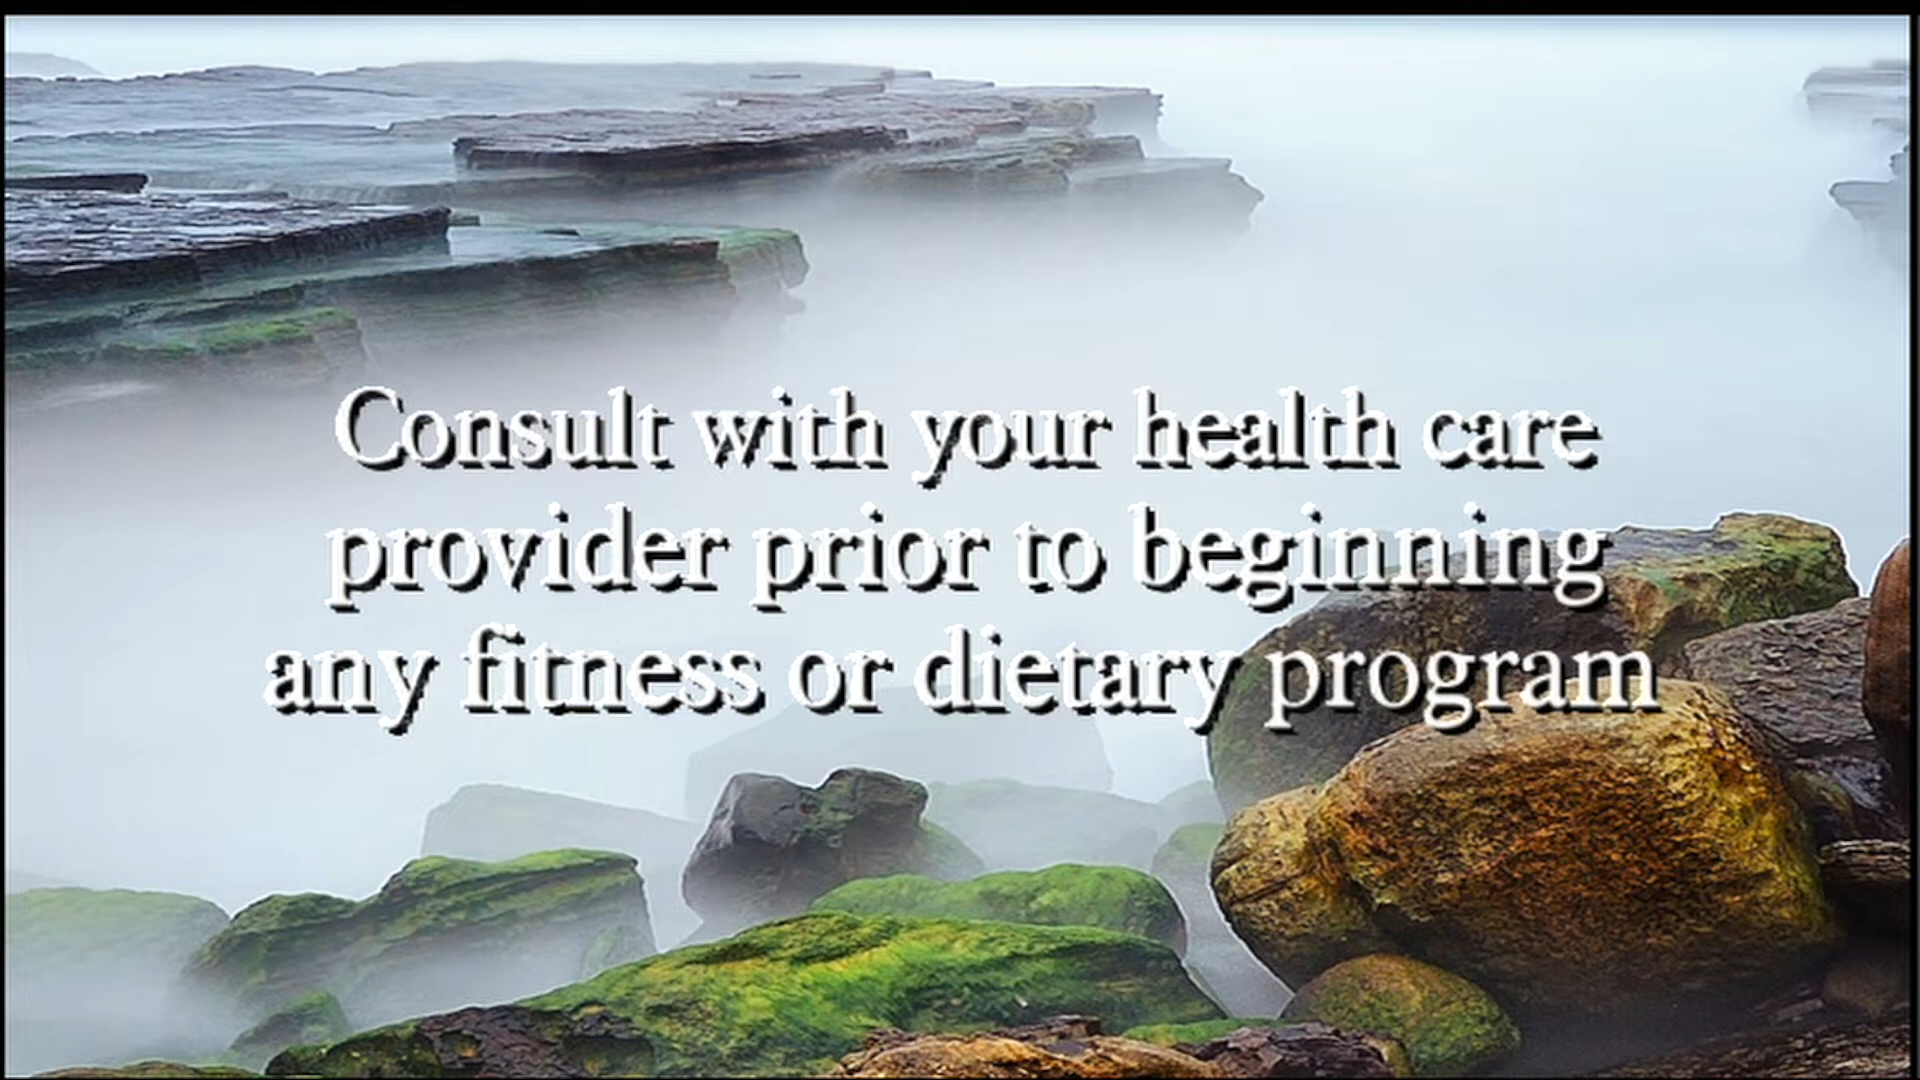 Consult with your health care
provider prior to beginning
any fitness or dietary program